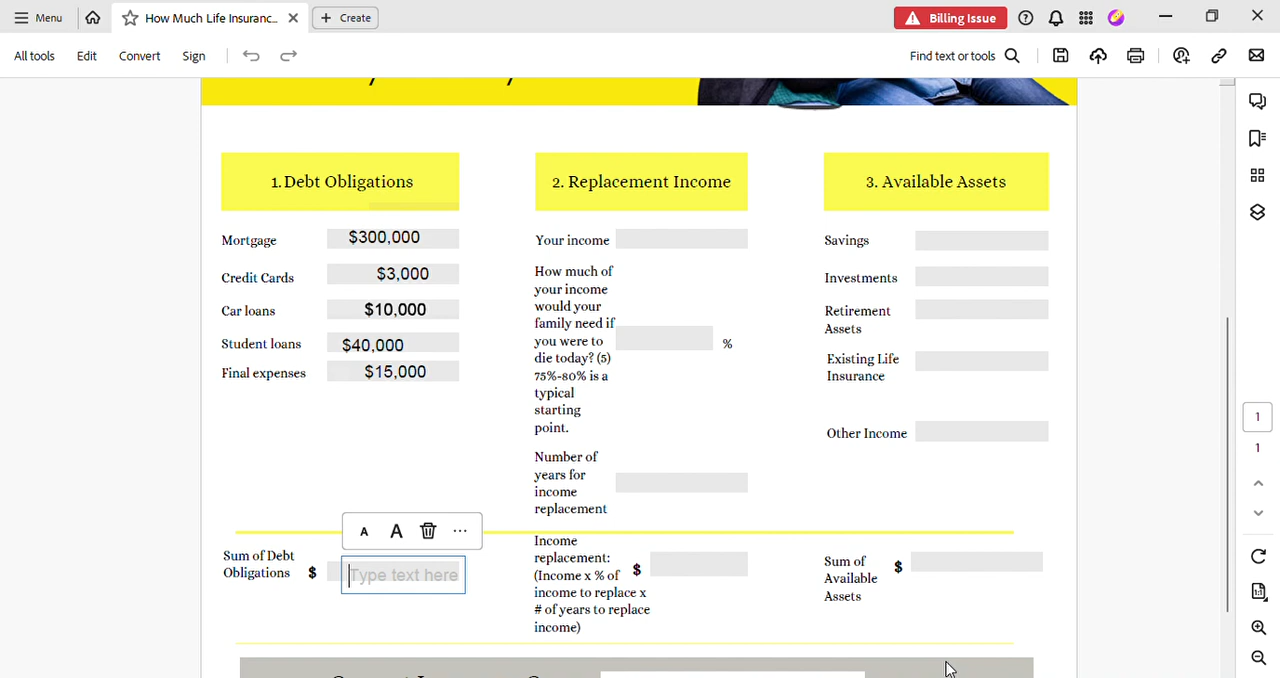 Menu
How Much Life Insuranc...
Create
Billing Issue
All tools
Edit
Convert
Sign
Find text or tools
1. Debt Obligations
Mortgage $300,000
Credit Cards $3,000
Car loans $10,000
Student loans $40,000
Final expenses $15,000
A A ...
Sum of Debt
Obligations $ Type text here
2. Replacement Income
Your income
How much of
your income
would your
family need if
you were to
die today? (5)
75%-80% is a
typical
starting
point.
%
Number of
years for
income
replacement
Income
replacement:
(Income x % of
income to replace x
# of years to replace
income)
$
3. Available Assets
Savings
Investments
Retirement
Assets
Existing Life
Insurance
Other Income
Sum of
Available
Assets
$
1
1
1:1